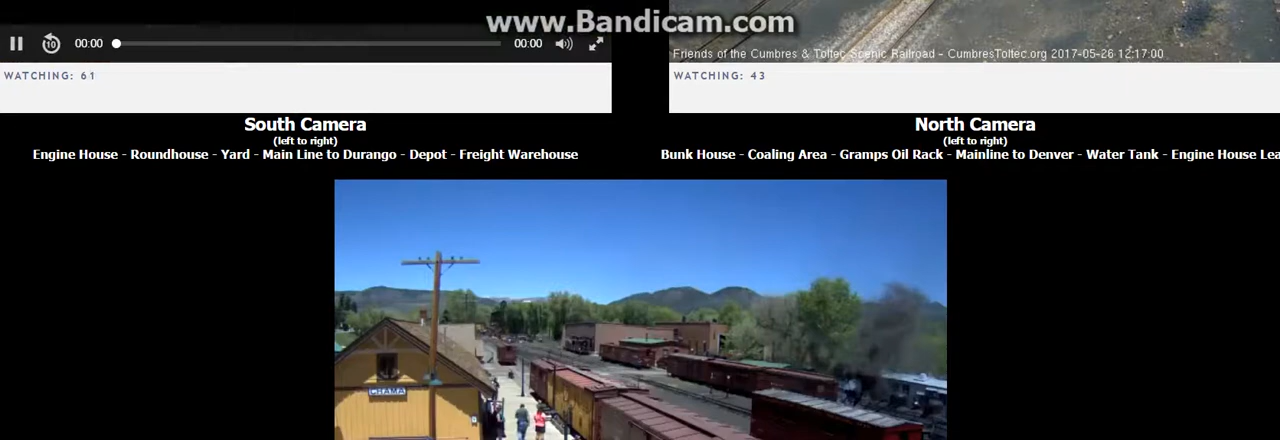 www.Bandicam.com
10
00:00
00:00
Friends of the Cumbres & Toltec Scenic Railroad - CumbresToltec.org 2017-05-26 12:17:00
WATCHING: 61
WATCHING: 43
South Camera
(left to right)
Engine House - Roundhouse - Yard - Main Line to Durango - Depot - Freight Warehouse
North Camera
(left to right)
Bunk House - Coaling Area - Gramps Oil Rack - Mainline to Denver - Water Tank - Engine House Lea
CHAMA